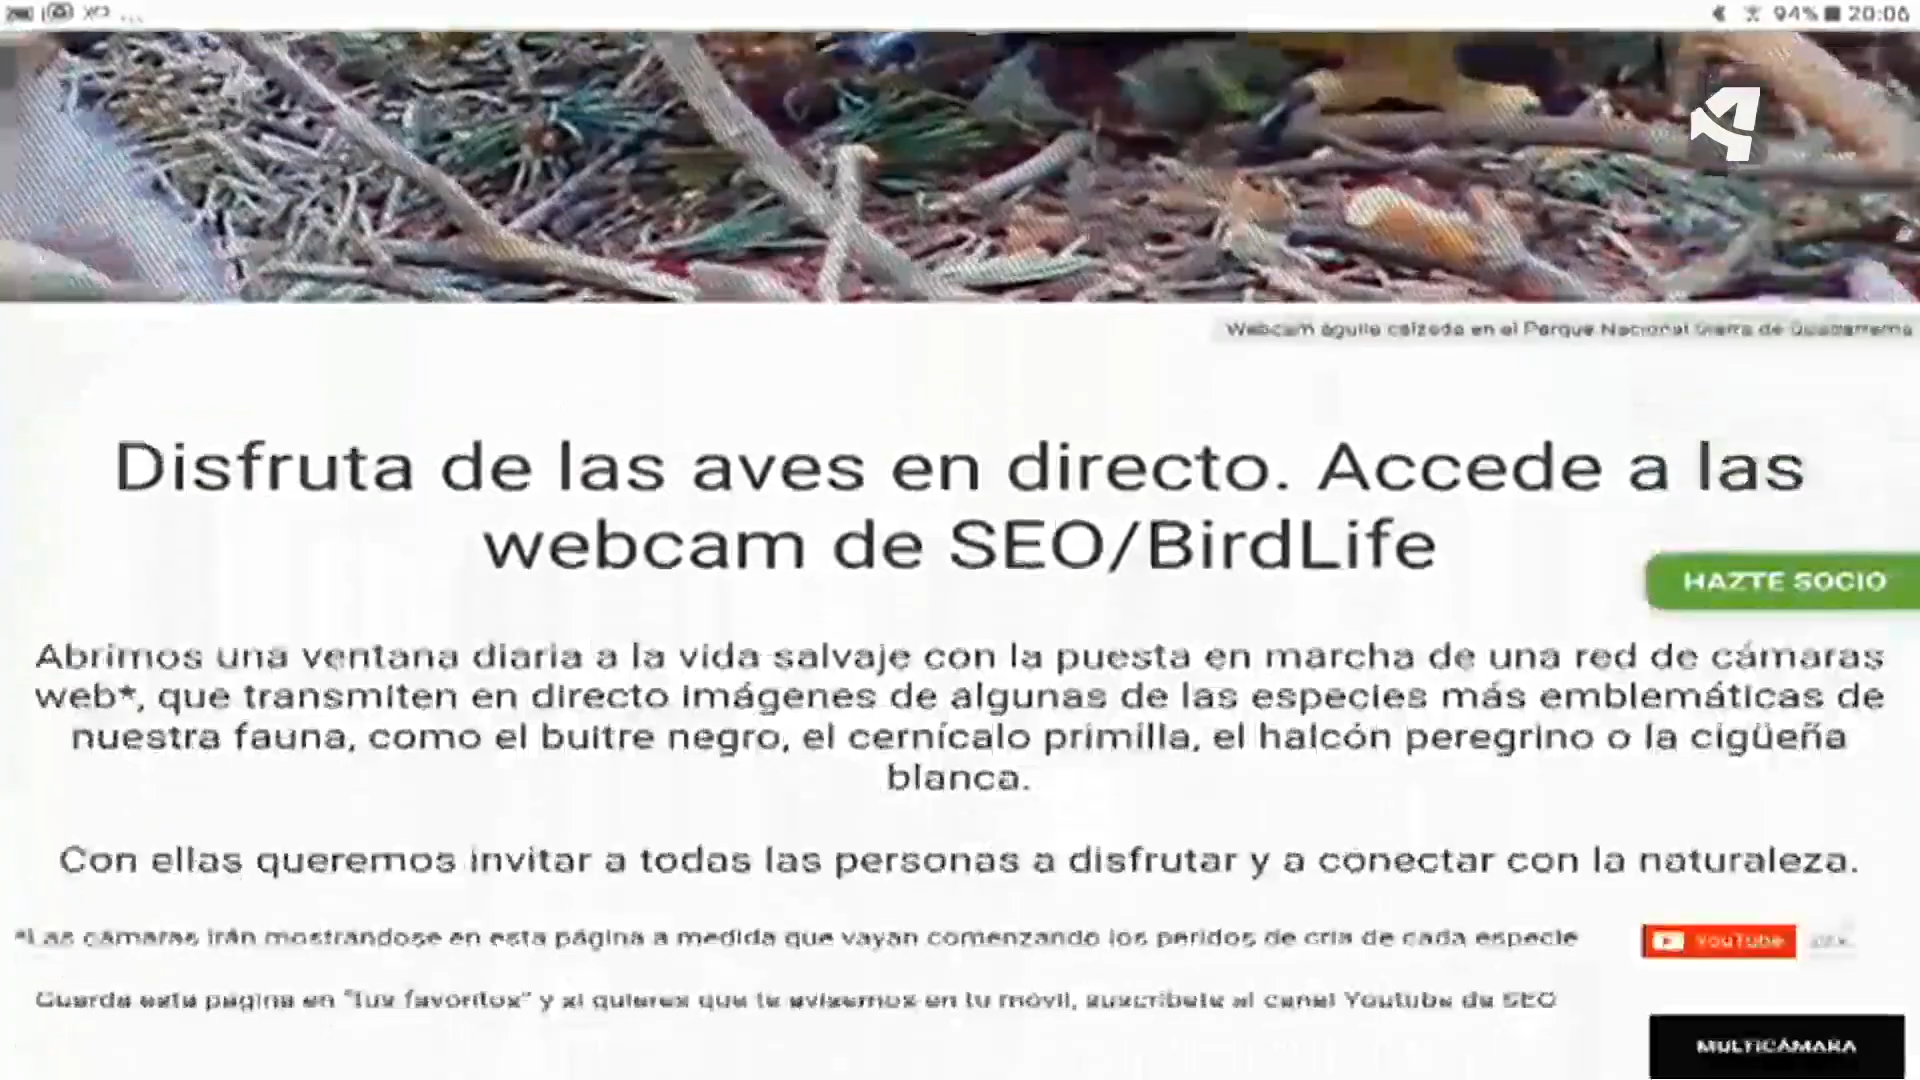 94% 20:06
Webcam águila calzada en el Parque Nacional Sierra de Guadarrama
Disfruta de las aves en directo. Accede a las
webcam de SEO/BirdLife
HAZTE SOCIO
Abrimos una ventana diaria a la vida salvaje con la puesta en marcha de una red de cámaras
web*, que transmiten en directo imágenes de algunas de las especies más emblemáticas de
nuestra fauna, como el buitre negro, el cernícalo primilla, el halcón peregrino o la cigüeña
blanca.
Con ellas queremos invitar a todas las personas a disfrutar y a conectar con la naturaleza.
*Las cámaras irán mostrándose en esta página a medida que vayan comenzando los peridos de cría de cada especie
YouTube
Guarda esta página en "tus favoritos" y si quieres que te avisemos en tu móvil, suscríbete al canal Youtube de SEO
MULTICÁMARA